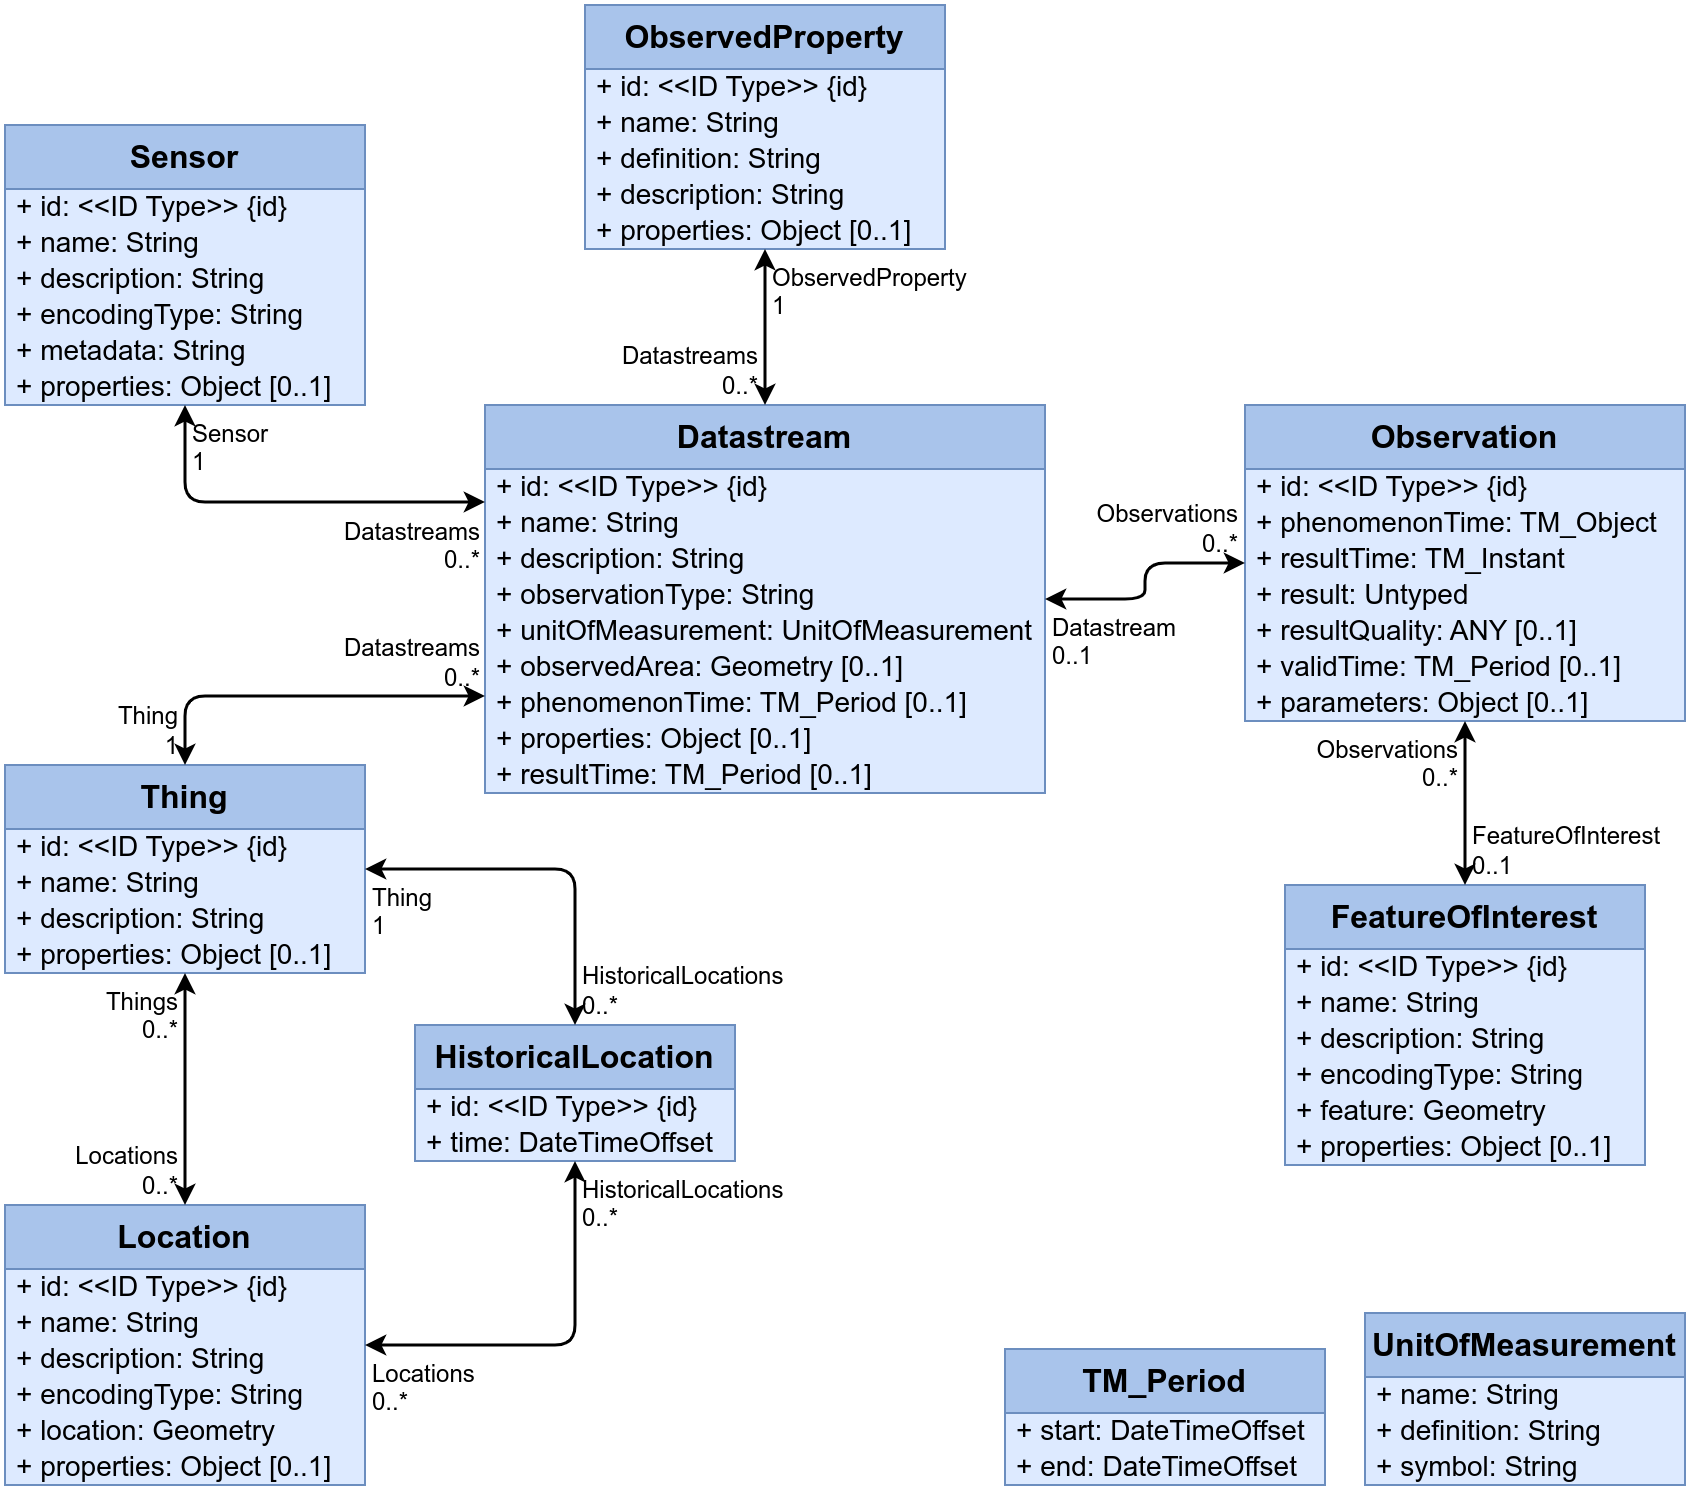 ObservedProperty
+ id: <<ID Type>> {id}
+ name: String
+ definition: String
+ description: String
+ properties: Object [0..1]
Sensor
+ id: <<ID Type>> {id}
+ name: String
+ description: String
+ encodingType: String
+ metadata: String
+ properties: Object [0..1]
ObservedProperty
1
Datastreams
0..*
Sensor
1
Datastreams
0..*
Datastream
+ id: <<ID Type>> {id}
+ name: String
+ description: String
+ observationType: String
+ unitOfMeasurement: UnitOfMeasurement
+ observedArea: Geometry [0..1]
+ phenomenonTime: TM_Period [0..1]
+ properties: Object [0..1]
+ resultTime: TM_Period [0..1]
Observations
0..*
Datastream
0..1
Observation
+ id: <<ID Type>> {id}
+ phenomenonTime: TM_Object
+ resultTime: TM_Instant
+ result: Untyped
+ resultQuality: ANY [0..1]
+ validTime: TM_Period [0..1]
+ parameters: Object [0..1]
Datastreams
0..*
Thing
1
Thing
+ id: <<ID Type>> {id}
+ name: String
+ description: String
+ properties: Object [0..1]
Observations
0..*
FeatureOfInterest
0..1
FeatureOfInterest
+ id: <<ID Type>> {id}
+ name: String
+ description: String
+ encodingType: String
+ feature: Geometry
+ properties: Object [0..1]
Thing
1
HistoricalLocations
0..*
HistoricalLocation
+ id: <<ID Type>> {id}
+ time: DateTimeOffset
HistoricalLocations
0..*
Things
0..*
Locations
0..*
Location
+ id: <<ID Type>> {id}
+ name: String
+ description: String
+ encodingType: String
+ location: Geometry
+ properties: Object [0..1]
Locations
0..*
TM_Period
+ start: DateTimeOffset
+ end: DateTimeOffset
UnitOfMeasurement
+ name: String
+ definition: String
+ symbol: String